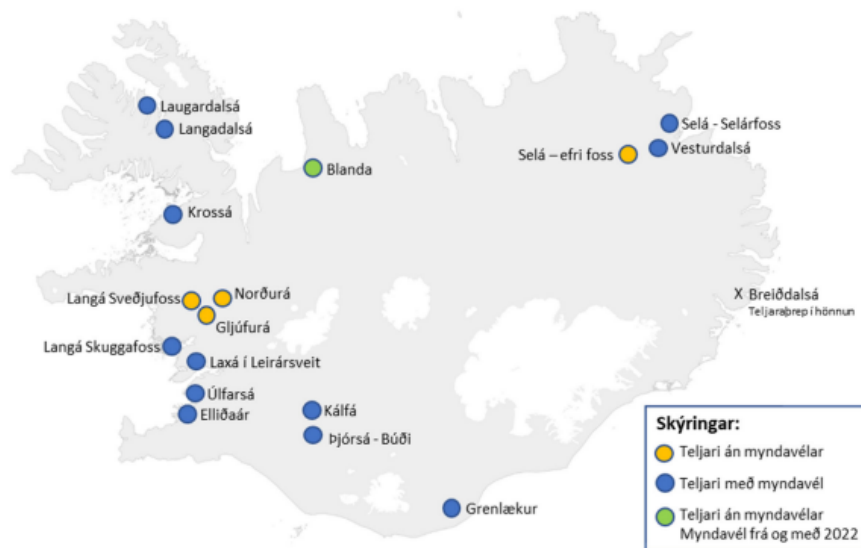 Laugardalsá
Langadalsá
Selá - Selárfoss
Selá – efri foss
Vesturdalsá
Blanda
Krossá
Langá Sveðjufoss
Norðurá
X Breiðdalsá
Teljaraþrep í hönnun
Gljúfurá
Langá Skuggafoss
Laxá í Leirársveit
Úlfarsá
Elliðaár
Kálfá
Þjórsá - Búði
Grenlækur
Skýringar:
Teljari án myndavélar
Teljari með myndavél
Teljari án myndavélar
Myndavél frá og með 2022